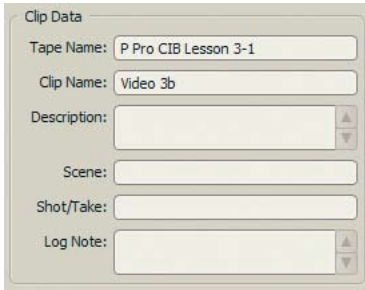 Clip Data
Tape Name: P Pro CIB Lesson 3-1
Clip Name: Video 3b
Description:
Scene:
Shot/Take:
Log Note: